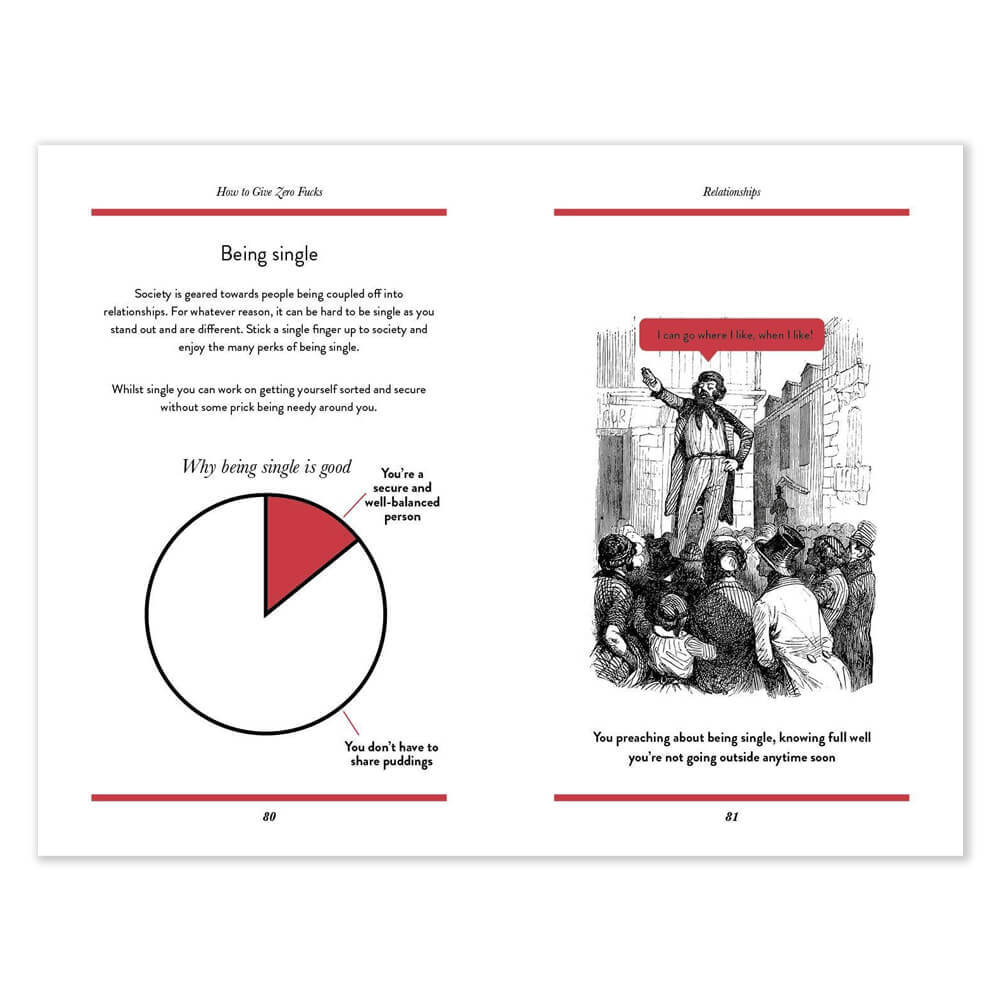 How to Give Zero Fucks
Being single
Society is geared towards people being coupled off into
relationships. For whatever reason, it can be hard to be single as you
stand out and are different. Stick a single finger up to society and
enjoy the many perks of being single.
Whilst single you can work on getting yourself sorted and secure
without some prick being needy around you.
Why being single is good
You're a
secure and
well-balanced
person
You don't have to
share puddings
80
Relationships
I can go where I like, when I like!
You preaching about being single, knowing full well
you're not going outside anytime soon
81